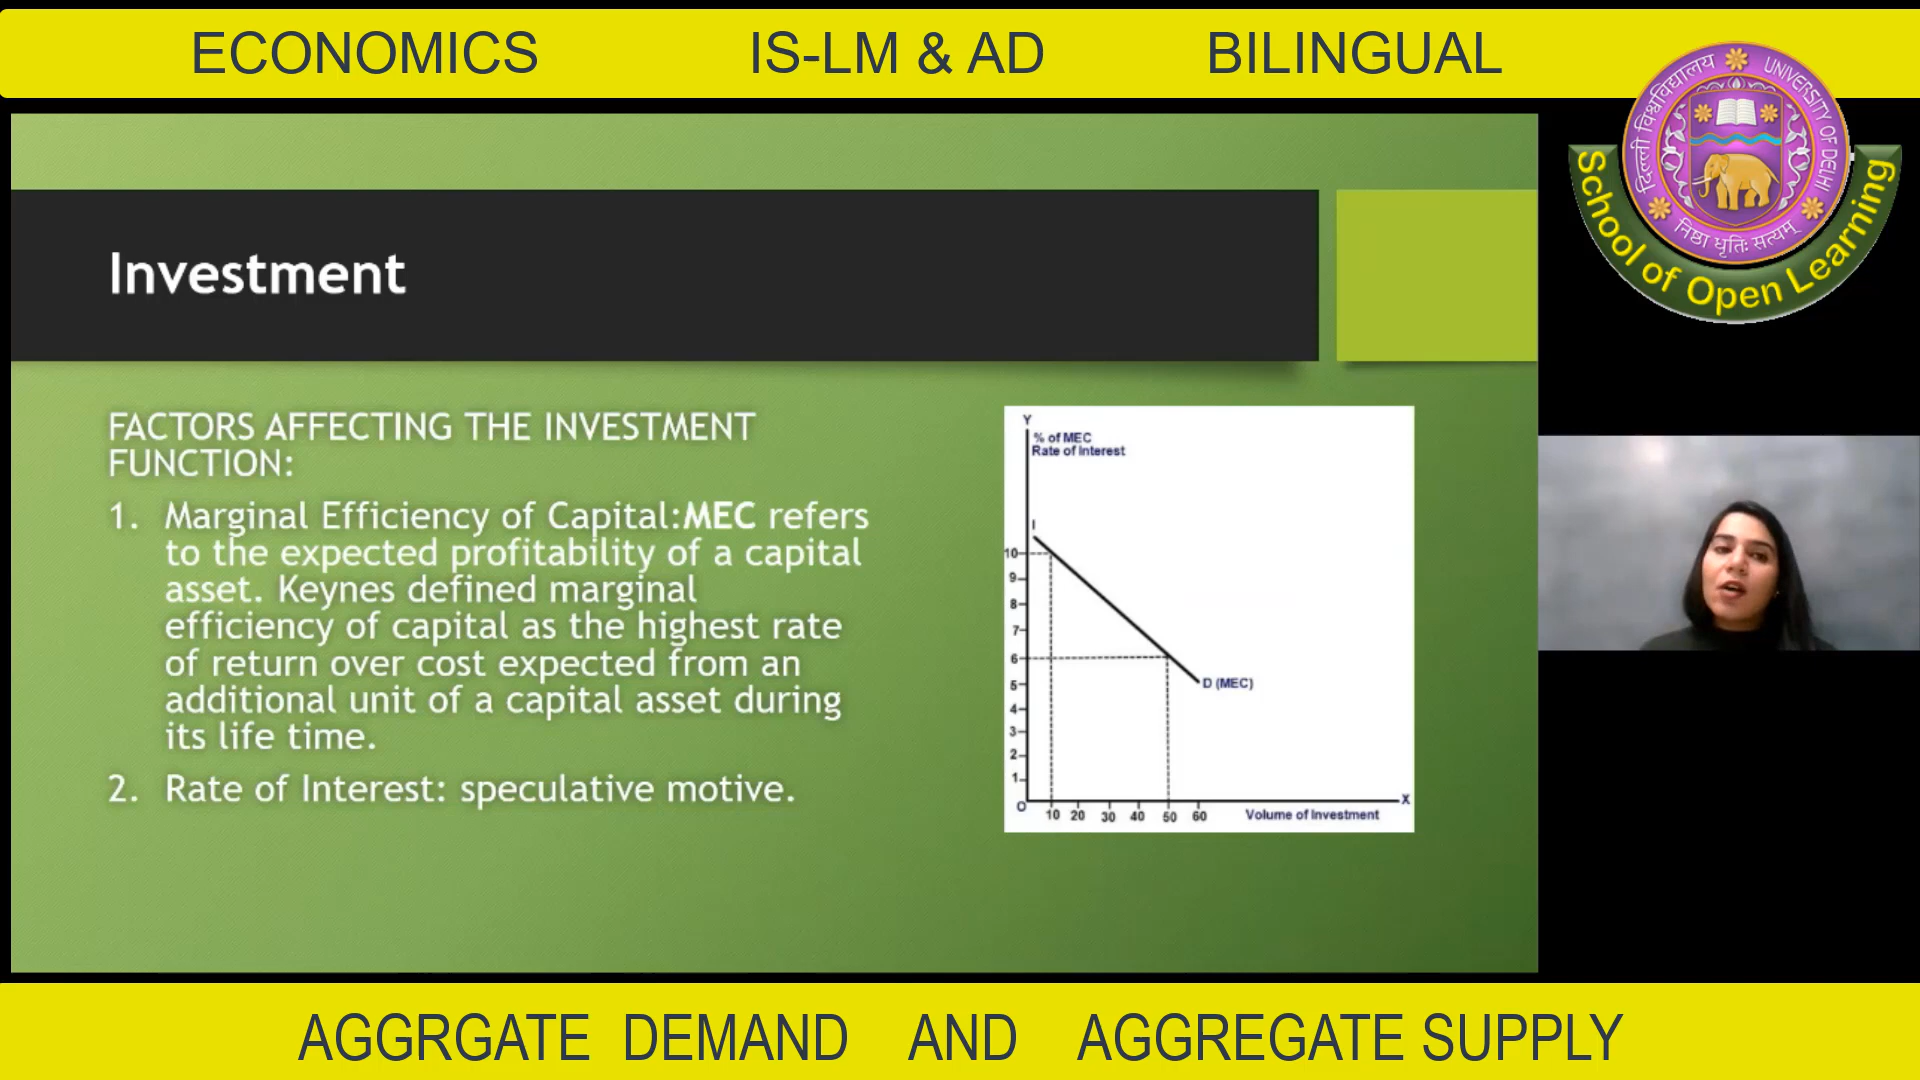 ECONOMICS IS-LM & AD BILINGUAL
दिल्ली विश्वविद्यालय
UNIVERSITY OF DELHI
निष्ठा धृतिः सत्यम्
School of Open Learning
Investment
FACTORS AFFECTING THE INVESTMENT
FUNCTION:
1. Marginal Efficiency of Capital:MEC refers
to the expected profitability of a capital
asset. Keynes defined marginal
efficiency of capital as the highest rate
of return over cost expected from an
additional unit of a capital asset during
its life time.
2. Rate of Interest: speculative motive.
Y
% of MEC
Rate of Interest
I
10
9
8
7
6
5
D (MEC)
4
3
2
1
O
X
10 20 30 40 50 60 Volume of Investment
AGGRGATE DEMAND AND AGGREGATE SUPPLY